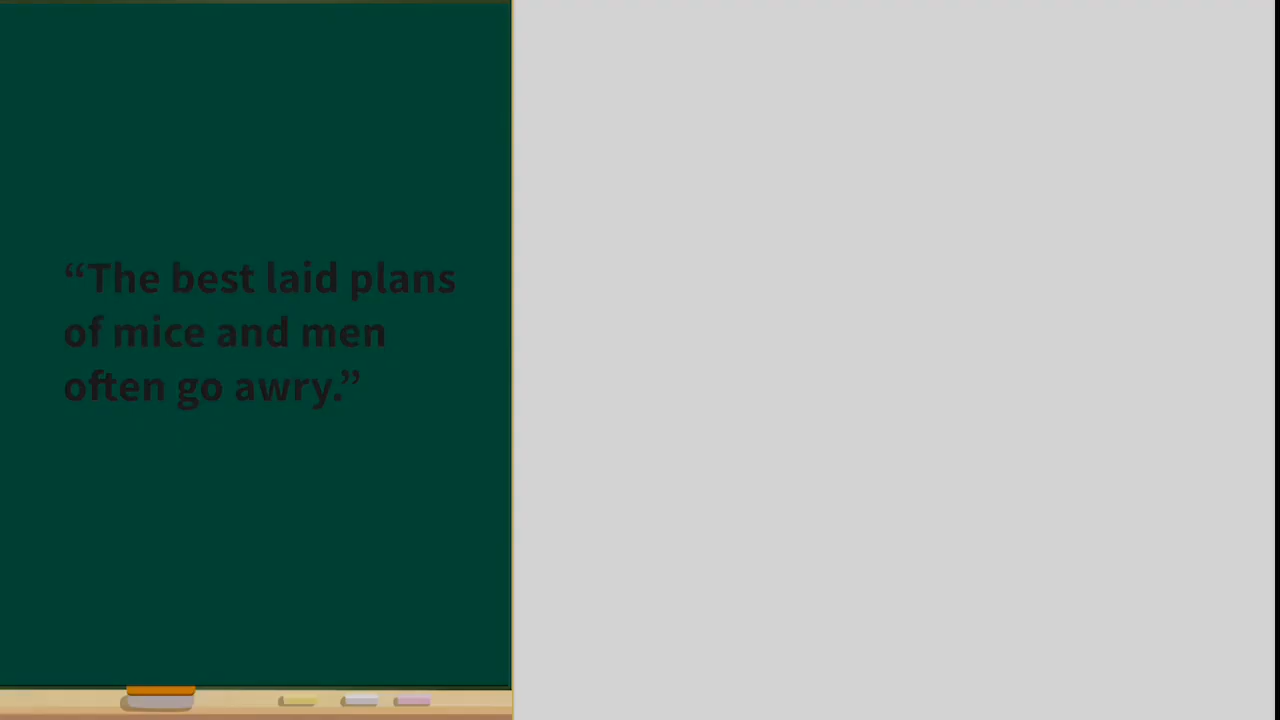 “The best laid plans
of mice and men
often go awry.”